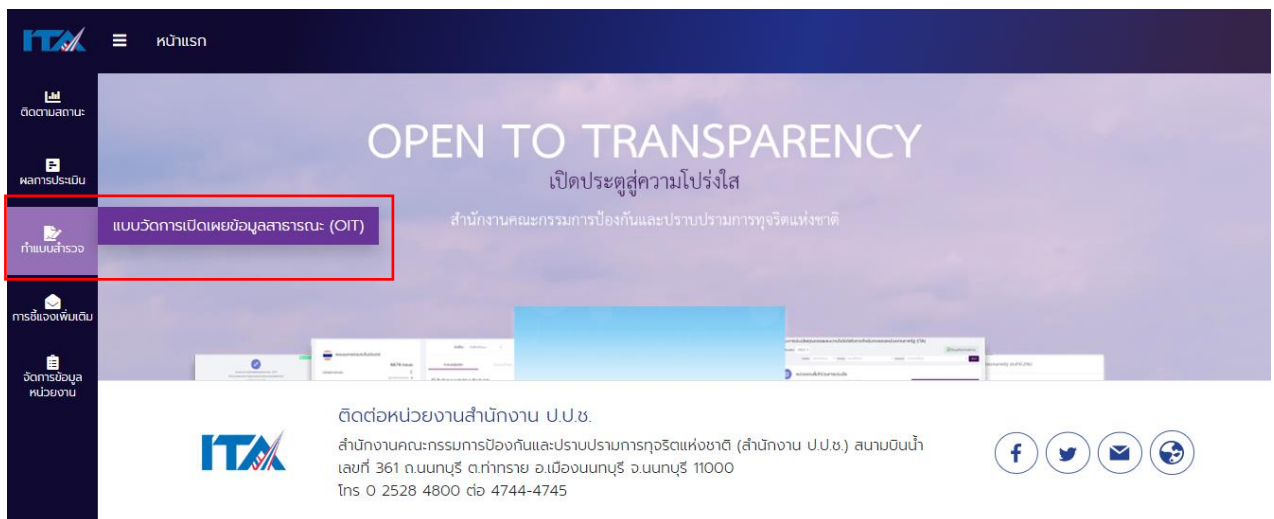 ITA
หน้าแรก
ติดตามสถานะ
ผลการประเมิน
ทำแบบสำรวจ
แบบวัดการเปิดเผยข้อมูลสาธารณะ (OIT)
การชี้แจงเพิ่มเติม
จัดการข้อมูล
หน่วยงาน
OPEN TO TRANSPARENCY
เปิดประตูสู่ความโปร่งใส
สำนักงานคณะกรรมการป้องกันและปราบปรามการทุจริตแห่งชาติ
ITA
ติดต่อหน่วยงานสำนักงาน ป.ป.ช.
สำนักงานคณะกรรมการป้องกันและปราบปรามการทุจริตแห่งชาติ (สำนักงาน ป.ป.ช.) สนามบินน้ำ
เลขที่ 361 ถ.นนทบุรี ต.ท่าทราย อ.เมืองนนทบุรี จ.นนทบุรี 11000
โทร 0 2528 4800 ต่อ 4744-4745